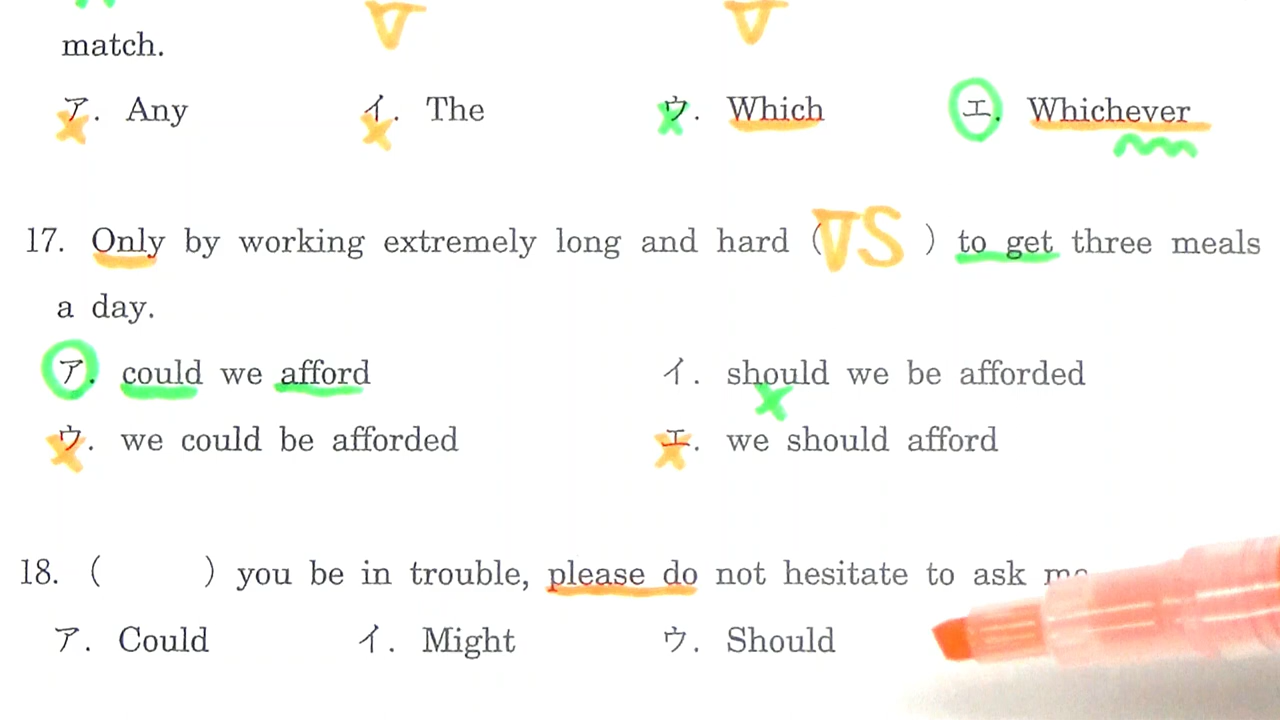 match.
ア. Any イ. The ウ. Which エ. Whichever
17. Only by working extremely long and hard ( VS ) to get three meals
a day.
ア. could we afford イ. should we be afforded
ウ. we could be afforded エ. we should afford
18. ( ) you be in trouble, please do not hesitate to ask
ア. Could イ. Might ウ. Should